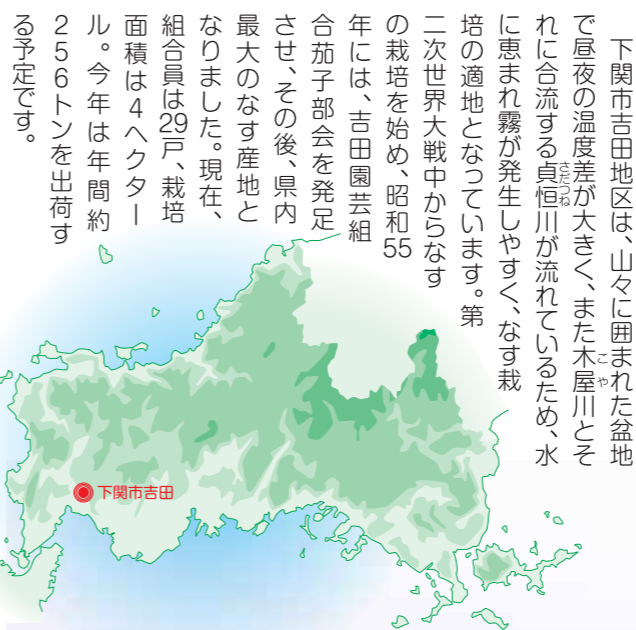 下関市吉田地区は、山々に囲まれた盆地
で昼夜の温度差が大きく、また木屋川とそ
れに合流する貞恒川が流れているため、水
に恵まれ霧が発生しやすく、なす栽
培の適地となっています。第
二次世界大戦中からなす
の栽培を始め、昭和55
年には、吉田園芸組
合茄子部会を発足
させ、その後、県内
最大のなす産地と
なりました。現在、
組合員は29戸、栽培
面積は4ヘクター
ル。今年は年間約
256トンを出荷す
る予定です。
こや
さだつね
下関市吉田